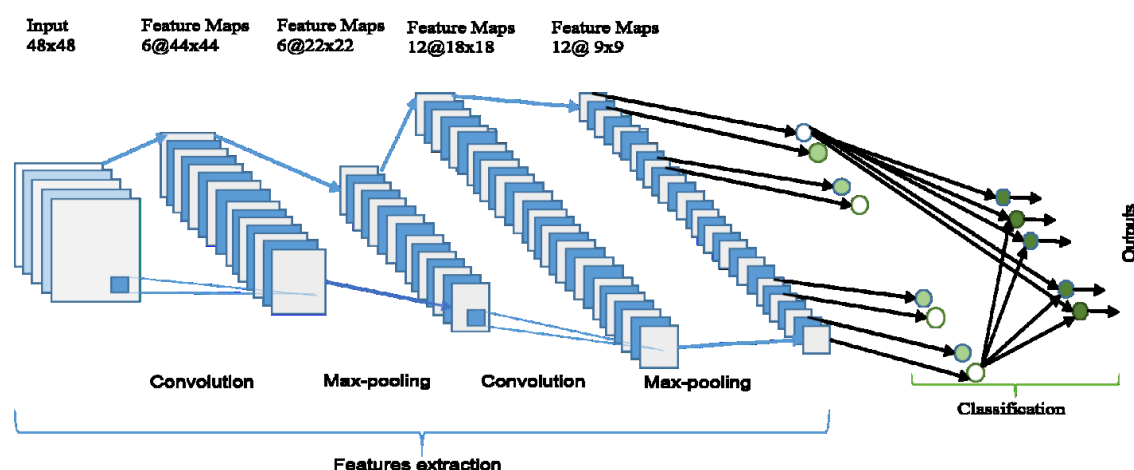 Input
48x48
Feature Maps
6@44x44
Feature Maps
6@22x22
Feature Maps
12@18x18
Feature Maps
12@ 9x9
Outputs
Convolution
Max-pooling
Convolution
Max-pooling
Classification
Features extraction